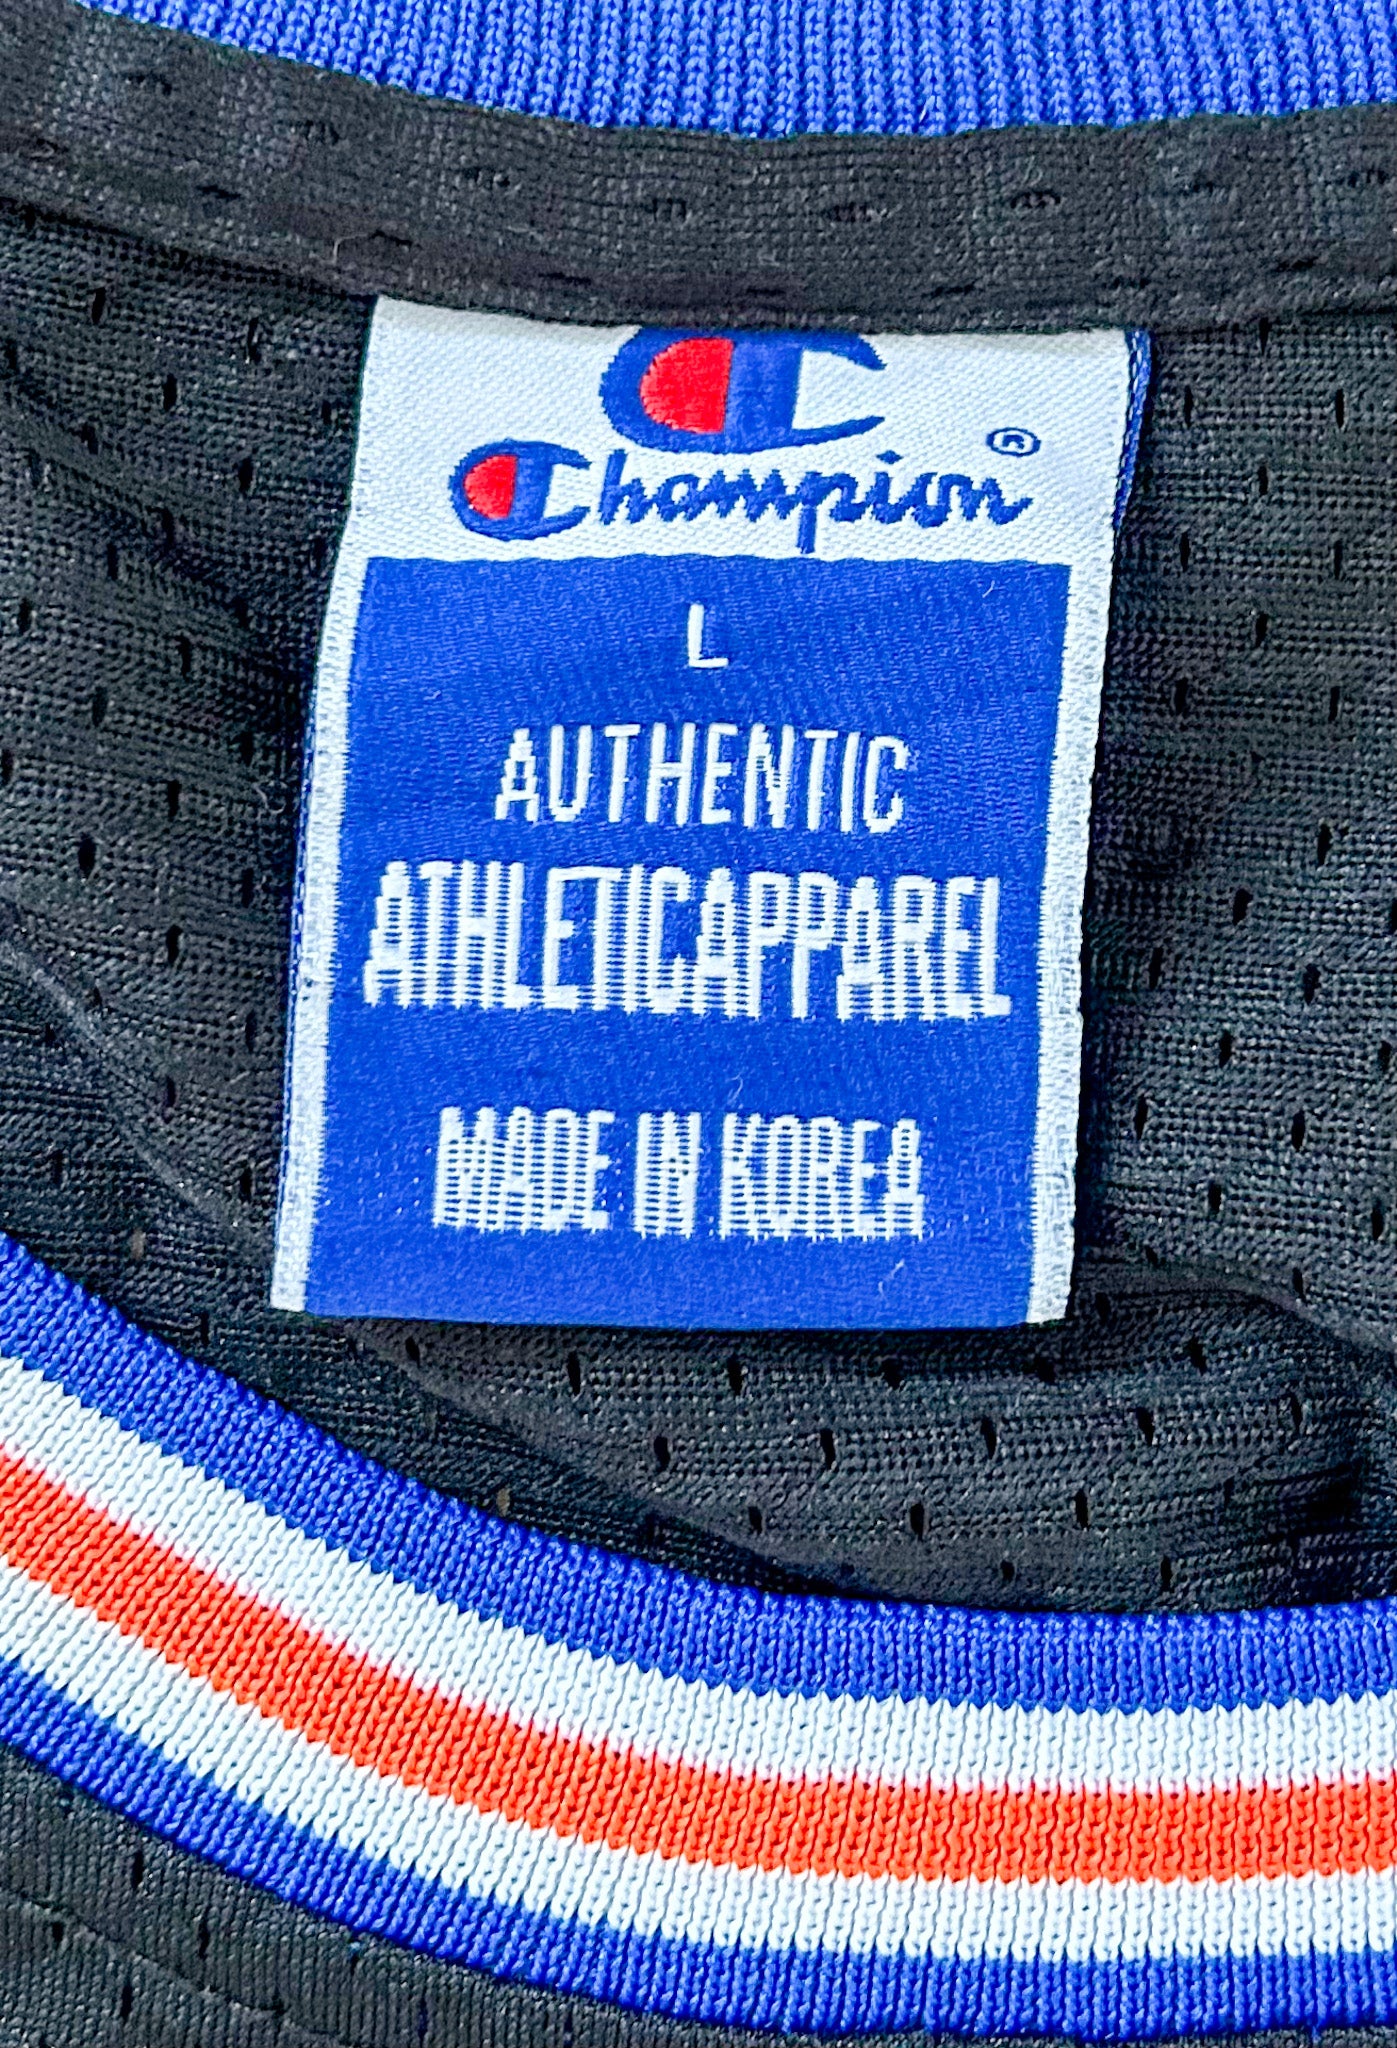 Champion ®
L
AUTHENTIC
ATHLETICAPPAREL
MADE IN KOREA